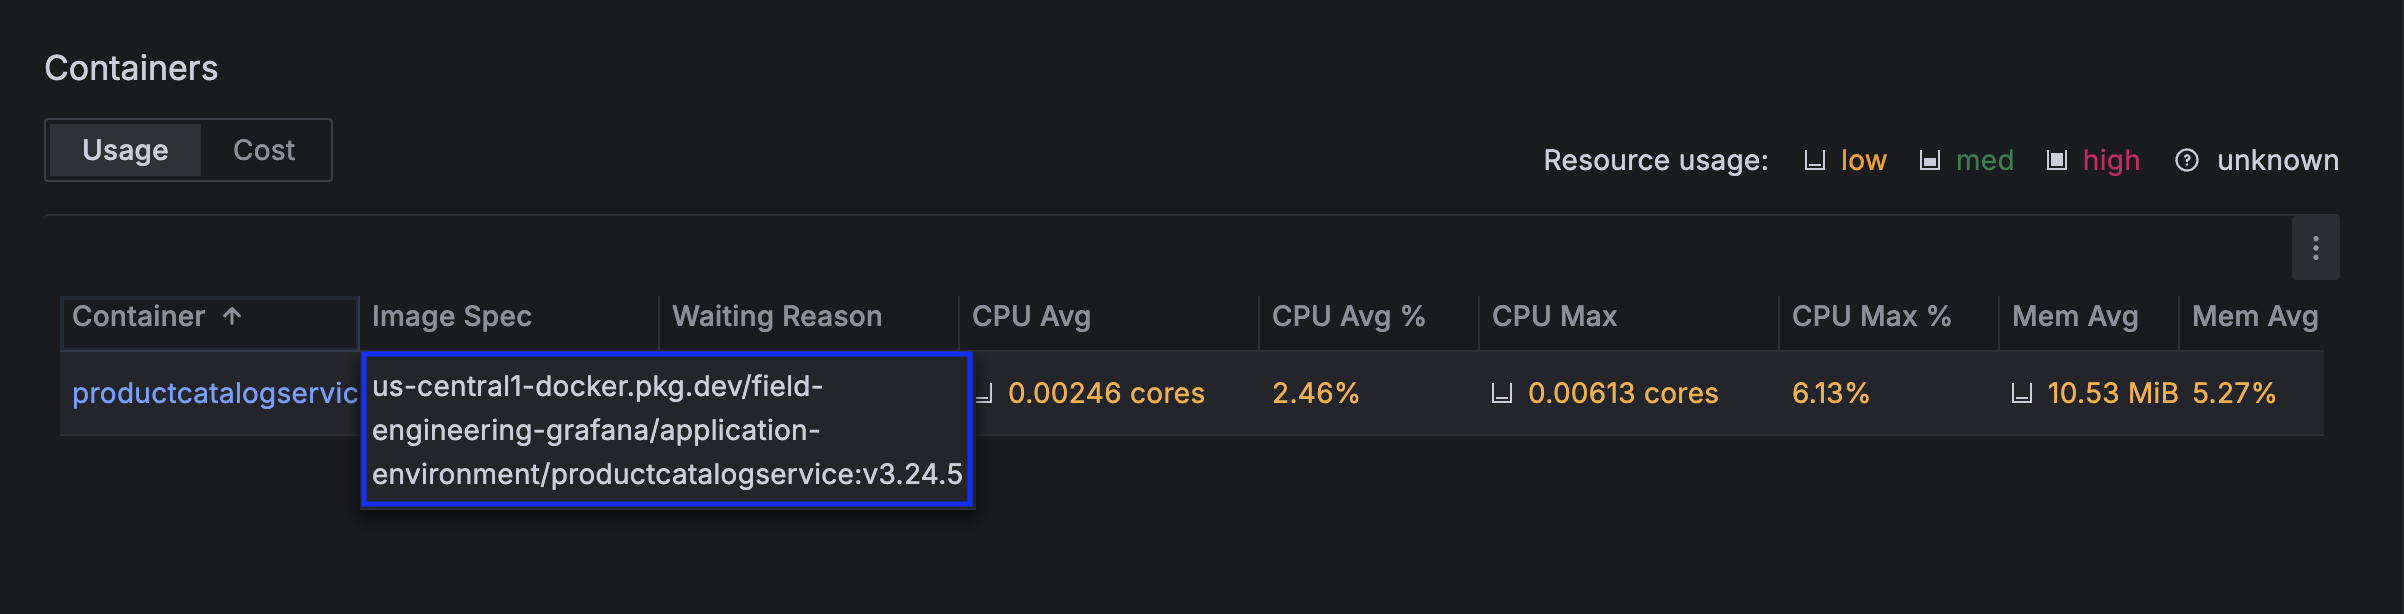 Containers
Usage Cost
Resource usage: low med high unknown
Container ↑ Image Spec Waiting Reason CPU Avg CPU Avg % CPU Max CPU Max % Mem Avg Mem Avg
productcatalogservic us-central1-docker.pkg.dev/field- 0.00246 cores 2.46% 0.00613 cores 6.13% 10.53 MiB 5.27%
engineering-grafana/application-
environment/productcatalogservice:v3.24.5